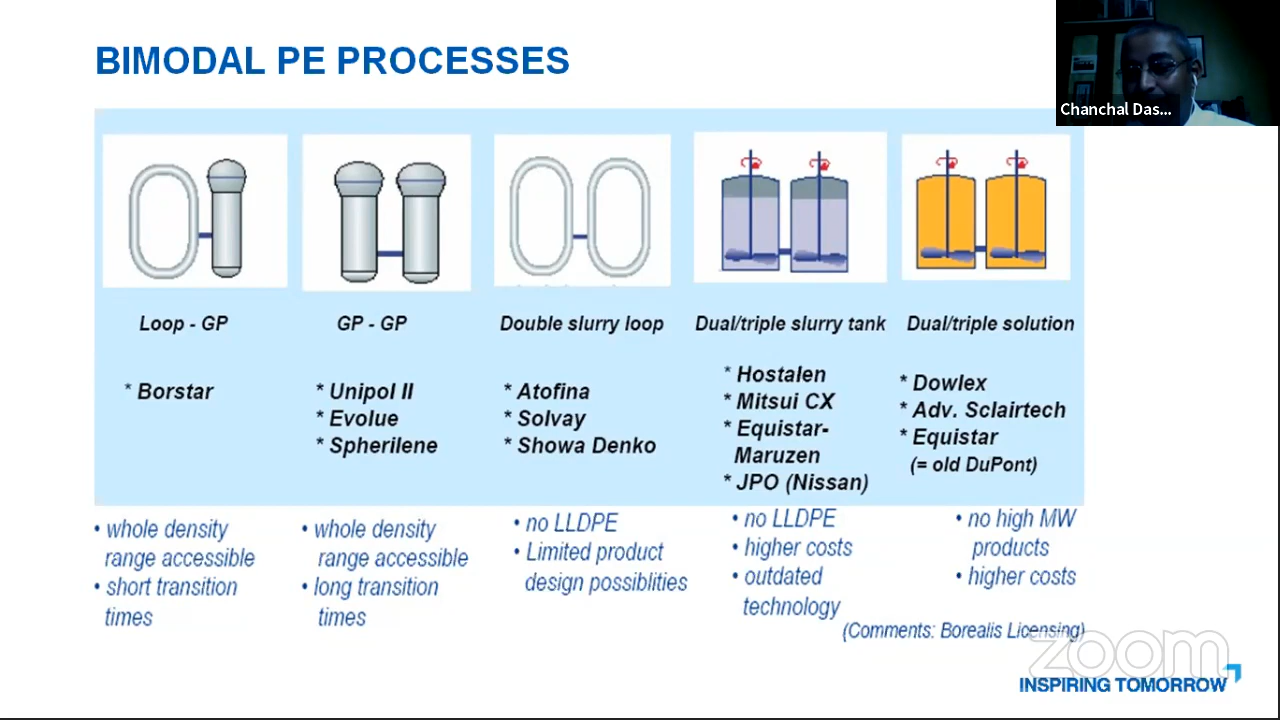 BIMODAL PE PROCESSES
Chanchal Das...
Loop - GP
* Borstar
• whole density
range accessible
• short transition
times
GP - GP
* Unipol II
* Evolue
* Spherilene
• whole density
range accessible
• long transition
times
Double slurry loop
* Atofina
* Solvay
* Showa Denko
• no LLDPE
• Limited product
design possiblities
Dual/triple slurry tank
* Hostalen
* Mitsui CX
* Equistar-
Maruzen
* JPO (Nissan)
• no LLDPE
• higher costs
• outdated
technology
Dual/triple solution
* Dowlex
* Adv. Sclairtech
* Equistar
(= old DuPont)
• no high MW
products
• higher costs
(Comments: Borealis Licensing)
zoom
INSPIRING TOMORROW